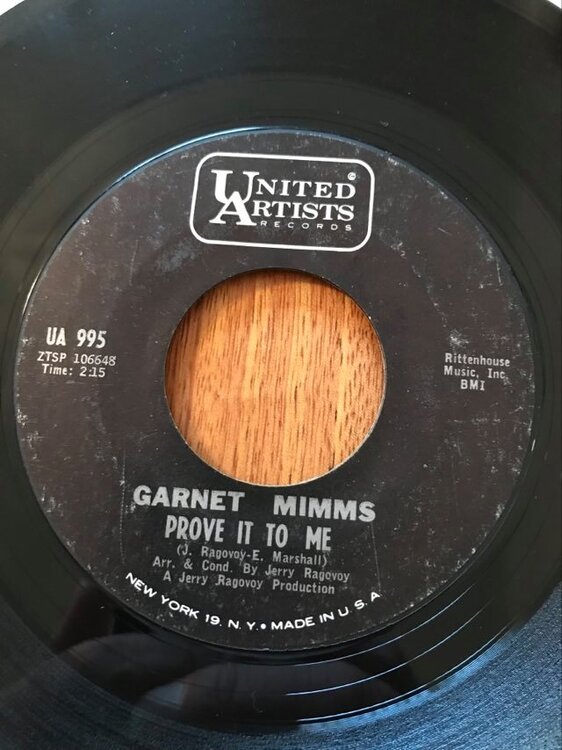 UNITED
ARTISTS
RECORDS
UA 995
ZTSP 106648
Time: 2:15
Rittenhouse
Music, Inc.
BMI
GARNET MIMMS
PROVE IT TO ME
(J. Ragovoy-E. Marshall)
Arr. & Cond. By Jerry Ragovoy
A Jerry Ragovoy Production
NEW YORK 19, N.Y. • MADE IN U S A